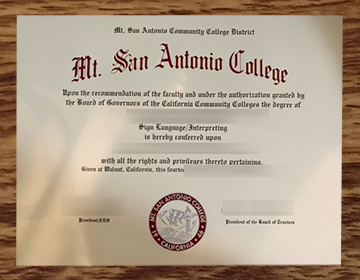 Mt. San Antonio Community College District
Mt. San Antonio College
Upon the recommendation of the faculty and under the authorization granted by
the Board of Governors of the California Community Colleges the degree of
Sign Language/Interpreting
is hereby conferred upon
with all the rights and privileges thereto pertaining.
Given at Walnut, California, this fourte
MT. SAN ANTONIO COLLEGE
19 46
CALIFORNIA
President/CEO
President of the Board of Trustees